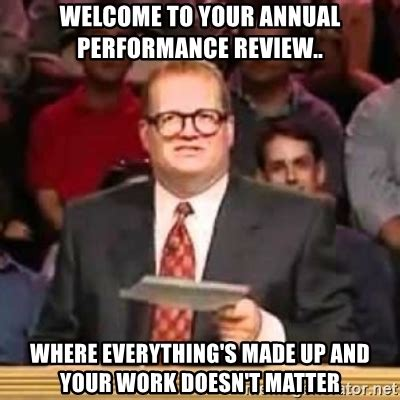 WELCOME TO YOUR ANNUAL
PERFORMANCE REVIEW..
WHERE EVERYTHING'S MADE UP AND
YOUR WORK DOESN'T MATTER